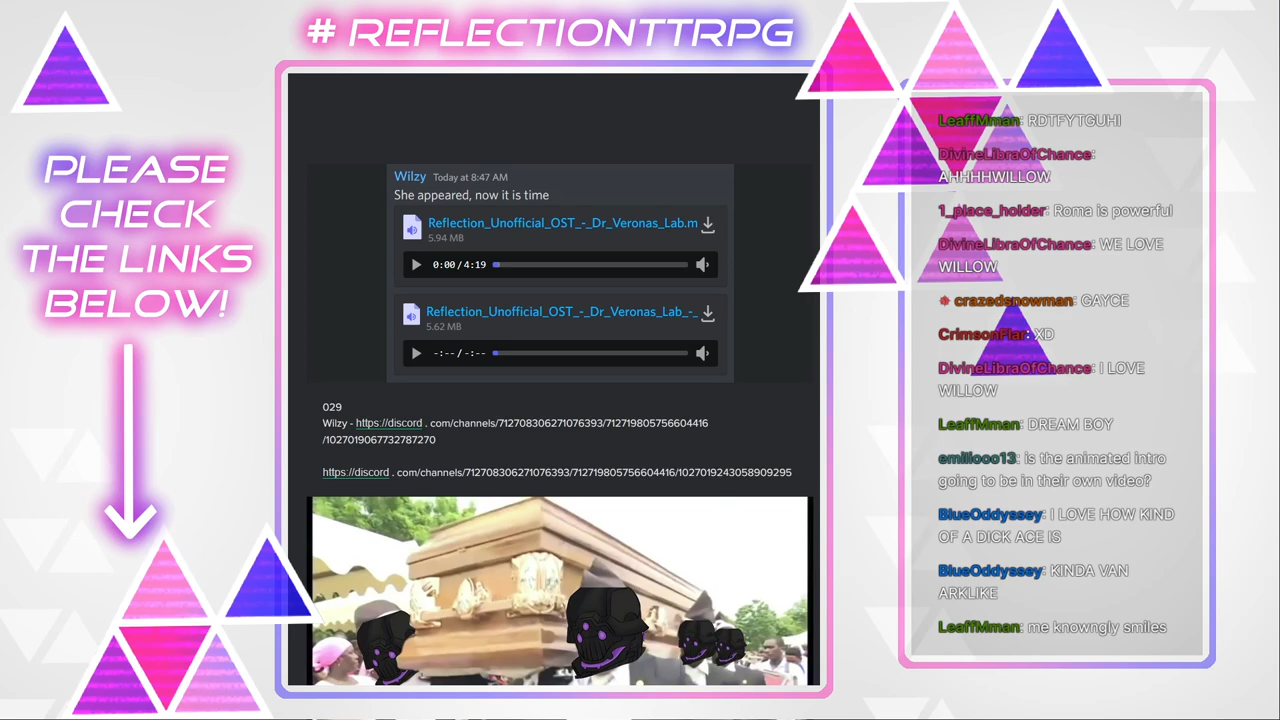 # REFLECTIONTTRPG
PLEASE
CHECK
THE LINKS
BELOW!
Wilzy Today at 8:47 AM
She appeared, now it is time
Reflection_Unofficial_OST_-_Dr_Veronas_Lab.m
5.94 MB
0:00 / 4:19
Reflection_Unofficial_OST_-_Dr_Veronas_Lab_-_
5.62 MB
-:-- / -:--
029
Wilzy - https://discord . com/channels/712708306271076393/712719805756604416
/1027019067732787270
https://discord . com/channels/712708306271076393/712719805756604416/1027019243058909295
LeaffMman: RDTFYTGUHI
DivineLibraOfChance:
AHHHHWILLOW
1_place_holder: Roma is powerful
DivineLibraOfChance: WE LOVE
WILLOW
crazedsnowman: GAYCE
CrimsonFlar: XD
DivineLibraOfChance: I LOVE
WILLOW
LeaffMman: DREAM BOY
emiliooo13: is the animated intro
going to be in their own video?
BlueOddyssey: I LOVE HOW KIND
OF A DICK ACE IS
BlueOddyssey: KINDA VAN
ARKLIKE
LeaffMman: me knowngly smiles